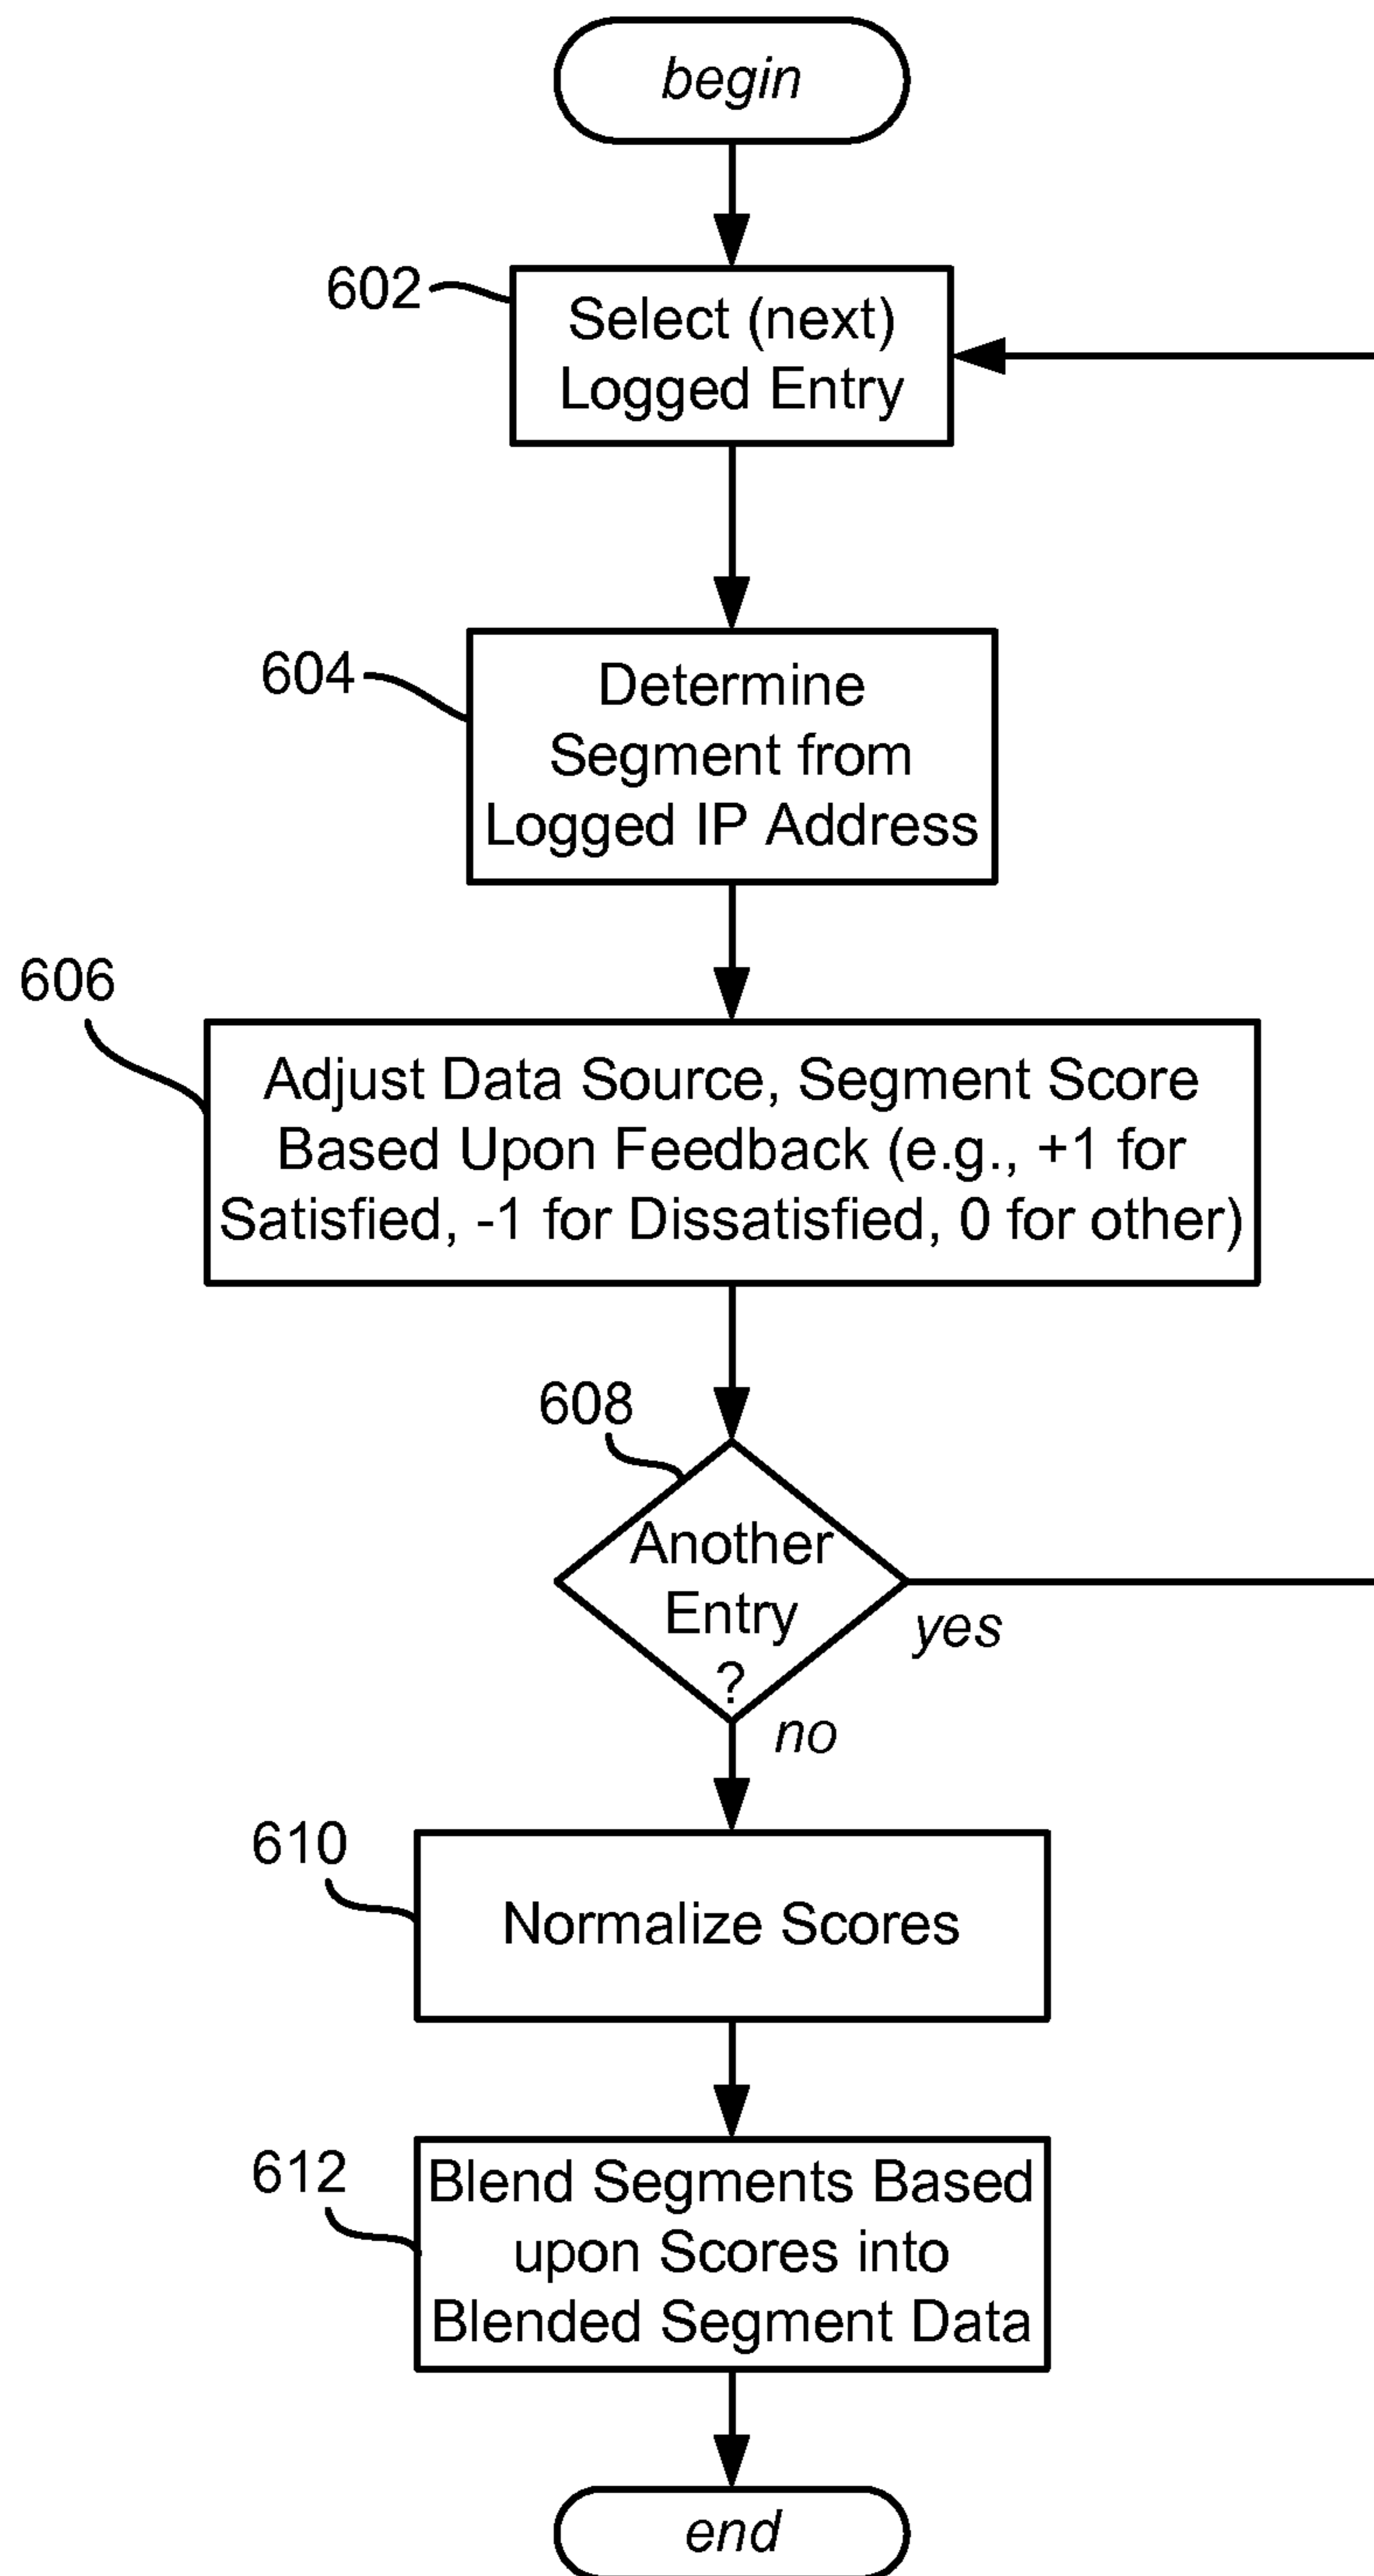 begin
602
Select (next)
Logged Entry
604
Determine
Segment from
Logged IP Address
606
Adjust Data Source, Segment Score
Based Upon Feedback (e.g., +1 for
Satisfied, -1 for Dissatisfied, 0 for other)
608
Another
Entry
?
yes
no
610
Normalize Scores
612
Blend Segments Based
upon Scores into
Blended Segment Data
end